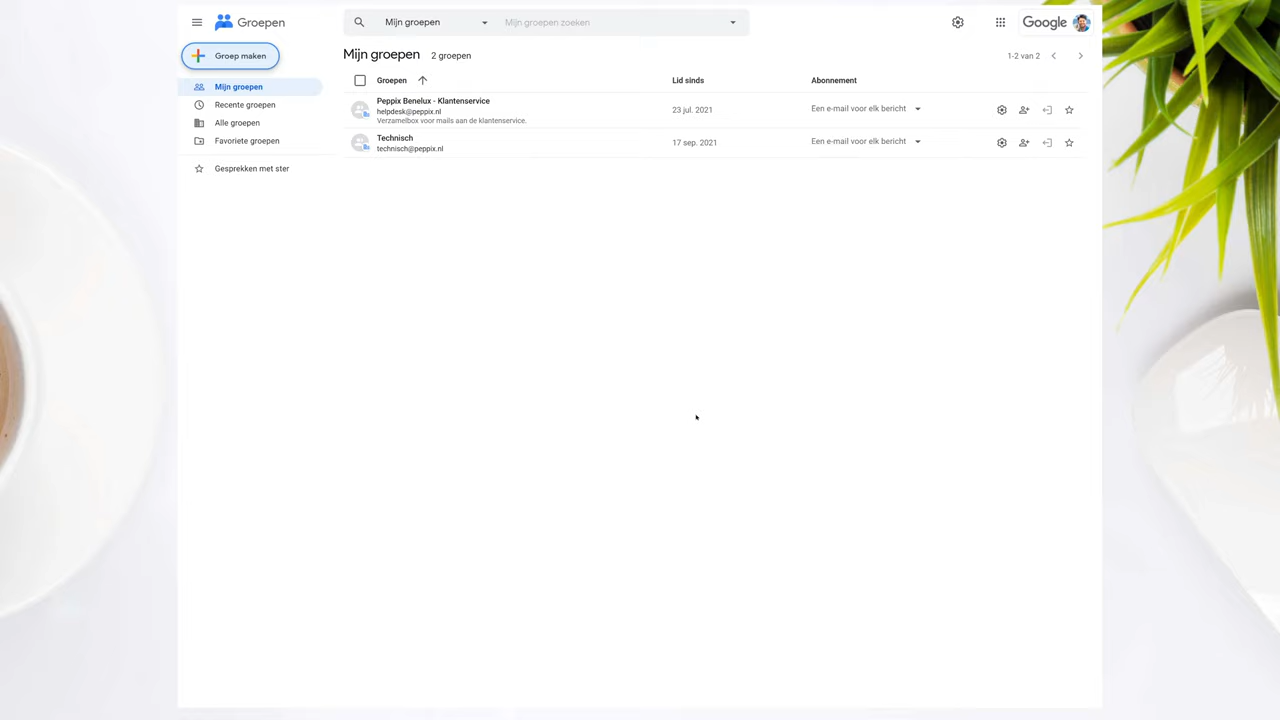 Groepen
Mijn groepen
Mijn groepen zoeken
Google
Groep maken
Mijn groepen
Recente groepen
Alle groepen
Favoriete groepen
Gesprekken met ster
Mijn groepen 2 groepen
1-2 van 2
Groepen Lid sinds Abonnement
Peppix Benelux - Klantenservice
helpdesk@peppix.nl
Verzamelbox voor mails aan de klantenservice.
23 jul. 2021
Een e-mail voor elk bericht
Technisch
technisch@peppix.nl
17 sep. 2021
Een e-mail voor elk bericht